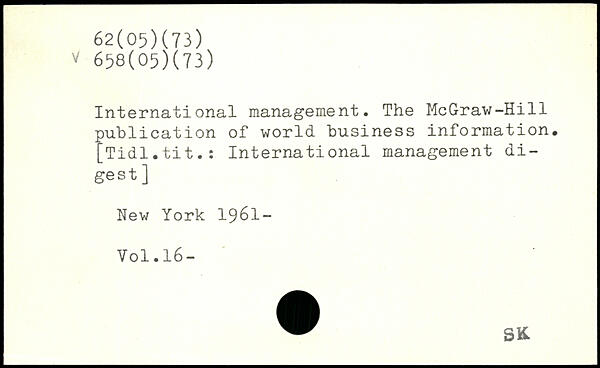 62(05)(73)
v 658(05)(73)
International management. The McGraw-Hill
publication of world business information.
[Tidl.tit.: International management di-
gest]
New York 1961-
Vol.16-
SK